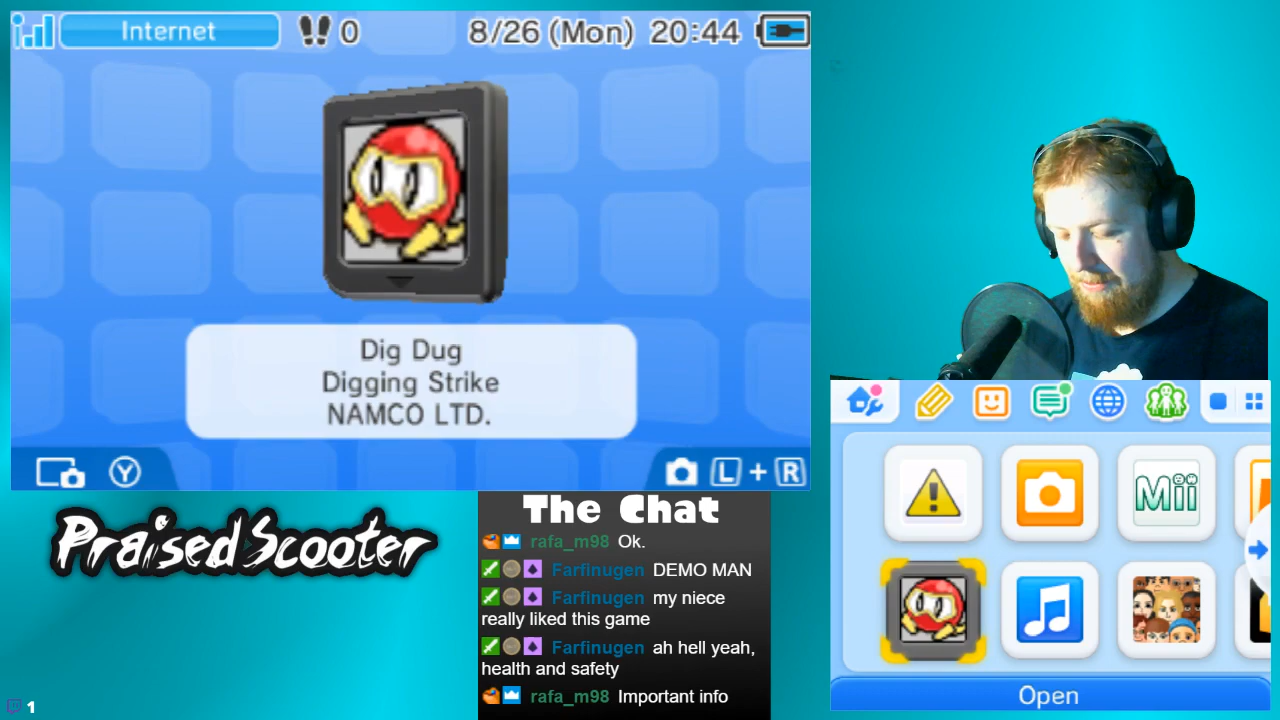 Internet
0
8/26 (Mon) 20:44
Dig Dug
Digging Strike
NAMCO LTD.
Y
L + R
PraisedScooter
The Chat
rafa_m98 Ok.
Farfinugen DEMO MAN
Farfinugen my niece
really liked this game
Farfinugen ah hell yeah,
health and safety
rafa_m98 Important info
Mii
Open
1